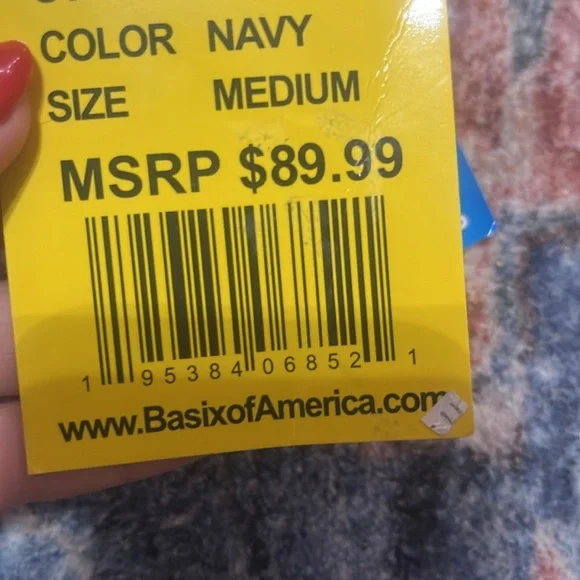 COLOR NAVY
SIZE MEDIUM
MSRP $89.99
1 95384 06852 1
www.BasixofAmerica.com